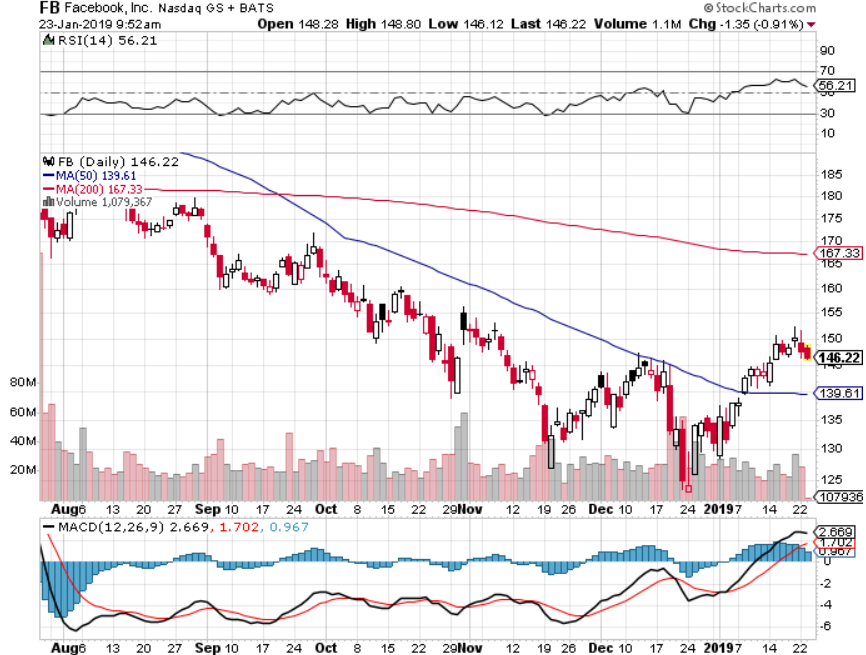 FB Facebook, Inc. Nasdaq GS + BATS © StockCharts.com
23-Jan-2019 9:52am Open 148.28 High 148.80 Low 146.12 Last 146.22 Volume 1.1M Chg -1.35 (-0.91%)
RSI(14) 56.21
90
70
56.21
50
30
10
FB (Daily) 146.22
MA(50) 139.61
MA(200) 167.33
Volume 1,079,367
185
180
175
170
167.33
165
160
155
150
146.22
145
139.61
135
130
125
107936
80M
60M
40M
20M
Aug 6 13 20 27 Sep 10 17 24 Oct 8 15 22 29 Nov 12 19 26 Dec 10 17 24 2019 7 14 22
MACD(12,26,9) 2.669, 1.702, 0.967
2.669
1.702
0.967
0
-2
-4
-6
Aug 6 13 20 27 Sep 10 17 24 Oct 8 15 22 29 Nov 12 19 26 Dec 10 17 24 2019 7 14 22